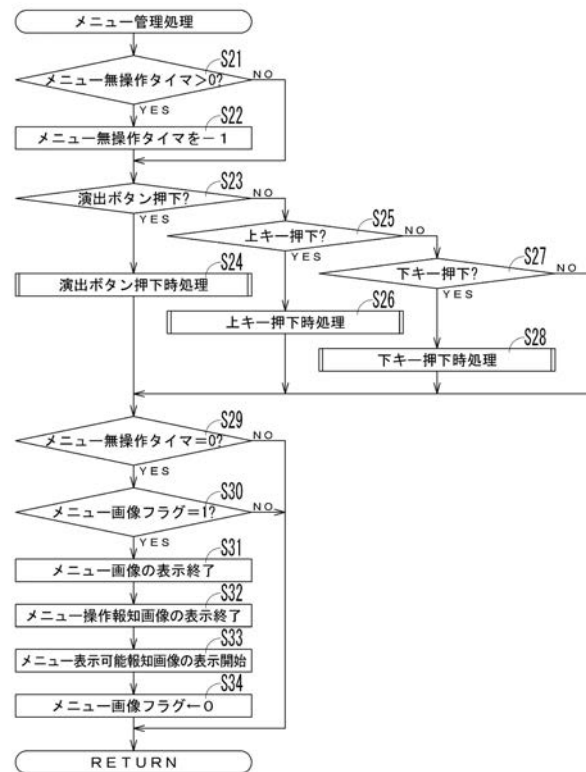 メニュー管理処理
S21
メニュー無操作タイマ>0?
NO
YES
S22
メニュー無操作タイマを－1
S23
演出ボタン押下?
NO
YES
S25
上キー押下?
NO
YES
S27
下キー押下?
NO
YES
S24
演出ボタン押下時処理
S26
上キー押下時処理
S28
下キー押下時処理
S29
メニュー無操作タイマ=0?
NO
YES
S30
メニュー画像フラグ=1?
NO
YES
S31
メニュー画像の表示終了
S32
メニュー操作報知画像の表示終了
S33
メニュー表示可能報知画像の表示開始
S34
メニュー画像フラグ←0
RETURN